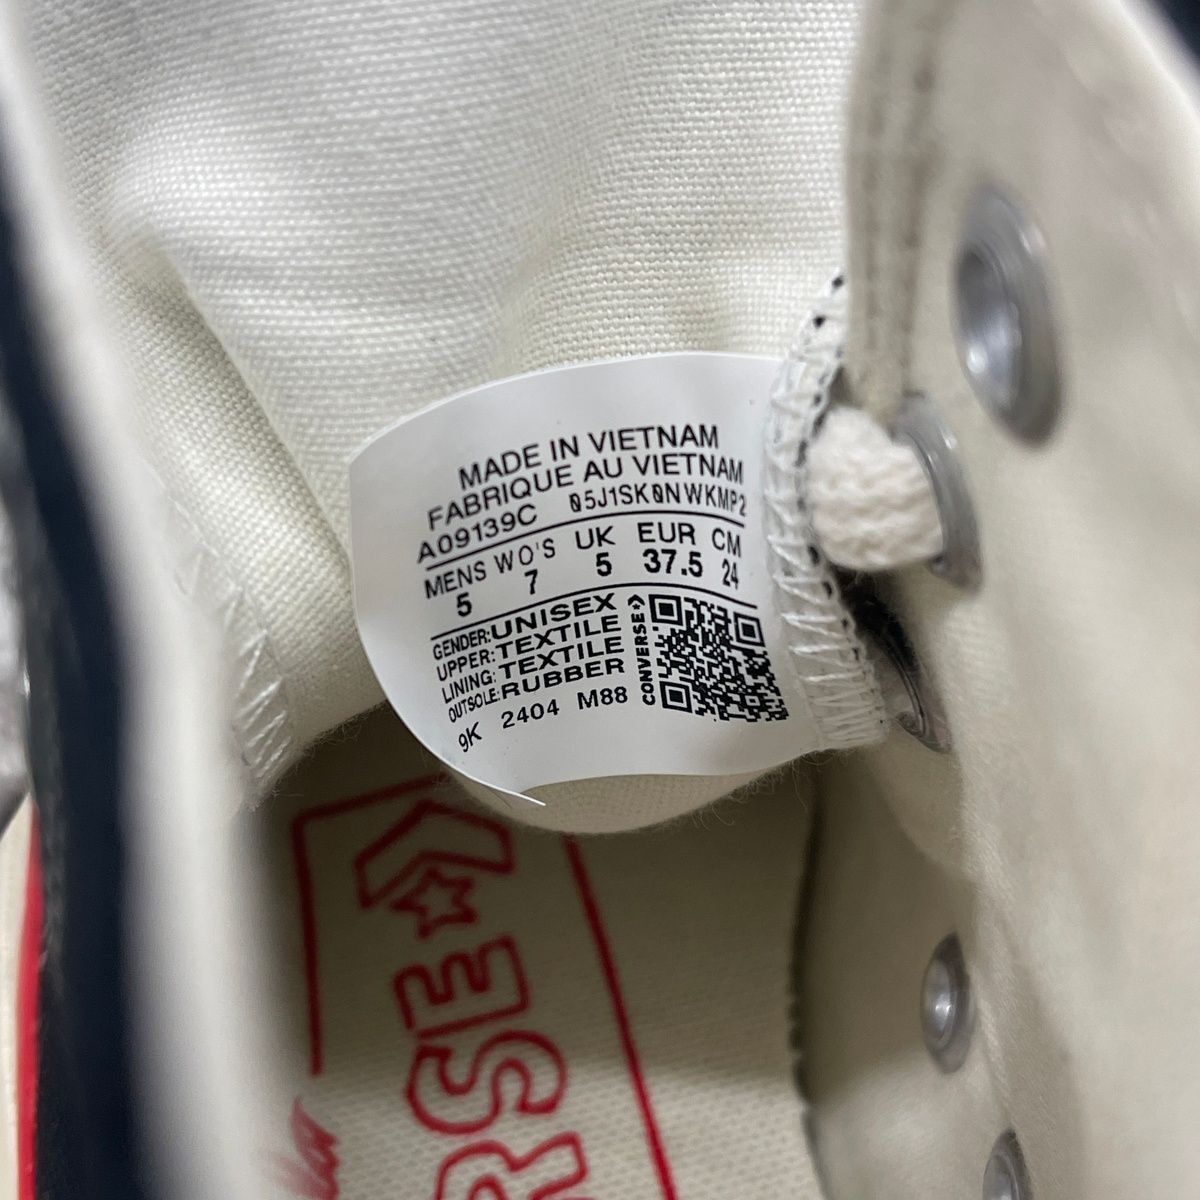 MADE IN VIETNAM
FABRIQUE AU VIETNAM
A09139C 05J1SK0NWKMP2
MENS WO'S UK EUR CM
5 7 5 37.5 24
GENDER: UNISEX
UPPER: TEXTILE
LINING: TEXTILE
OUTSOLE: RUBBER
9K 2404 M88
CONVERSE
RSE